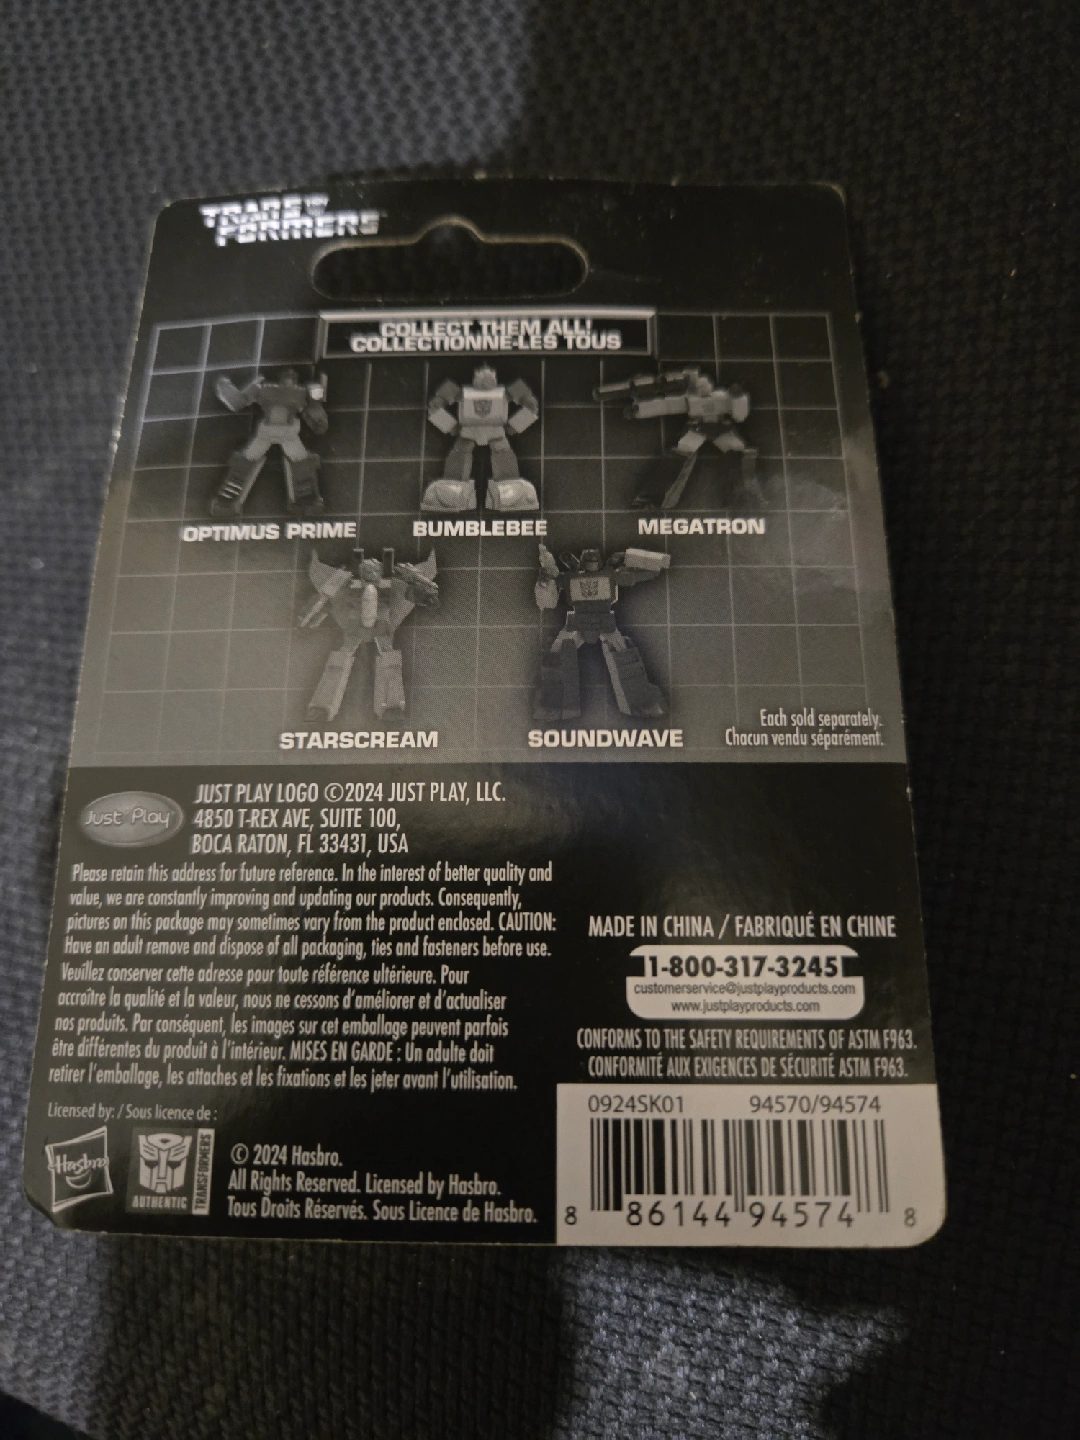 TRANS
FORMERS
COLLECT THEM ALL!
COLLECTIONNE-LES TOUS
OPTIMUS PRIME
BUMBLEBEE
MEGATRON
STARSCREAM
SOUNDWAVE
Each sold separately.
Chacun vendu séparément.
Just Play
JUST PLAY LOGO ©2024 JUST PLAY, LLC.
4850 T-REX AVE, SUITE 100,
BOCA RATON, FL 33431, USA
Please retain this address for future reference. In the interest of better quality and
value, we are constantly improving and updating our products. Consequently,
pictures on this package may sometimes vary from the product enclosed. CAUTION:
Have an adult remove and dispose of all packaging, ties and fasteners before use.
Veuillez conserver cette adresse pour toute référence ultérieure. Pour
accroître la qualité et la valeur, nous ne cessons d'améliorer et d'actualiser
nos produits. Par conséquent, les images sur cet emballage peuvent parfois
être différentes du produit à l'intérieur. MISES EN GARDE : Un adulte doit
retirer l'emballage, les attaches et les fixations et les jeter avant l'utilisation.
Licensed by: / Sous licence de :
Hasbro
AUTHENTIC
TRANSFORMERS
© 2024 Hasbro.
All Rights Reserved. Licensed by Hasbro.
Tous Droits Réservés. Sous Licence de Hasbro.
MADE IN CHINA / FABRIQUÉ EN CHINE
1-800-317-3245
customerservice@justplayproducts.com
www.justplayproducts.com
CONFORMS TO THE SAFETY REQUIREMENTS OF ASTM F963.
CONFORMITÉ AUX EXIGENCES DE SÉCURITÉ ASTM F963.
0924SK01 94570/94574
8 86144 94574 8